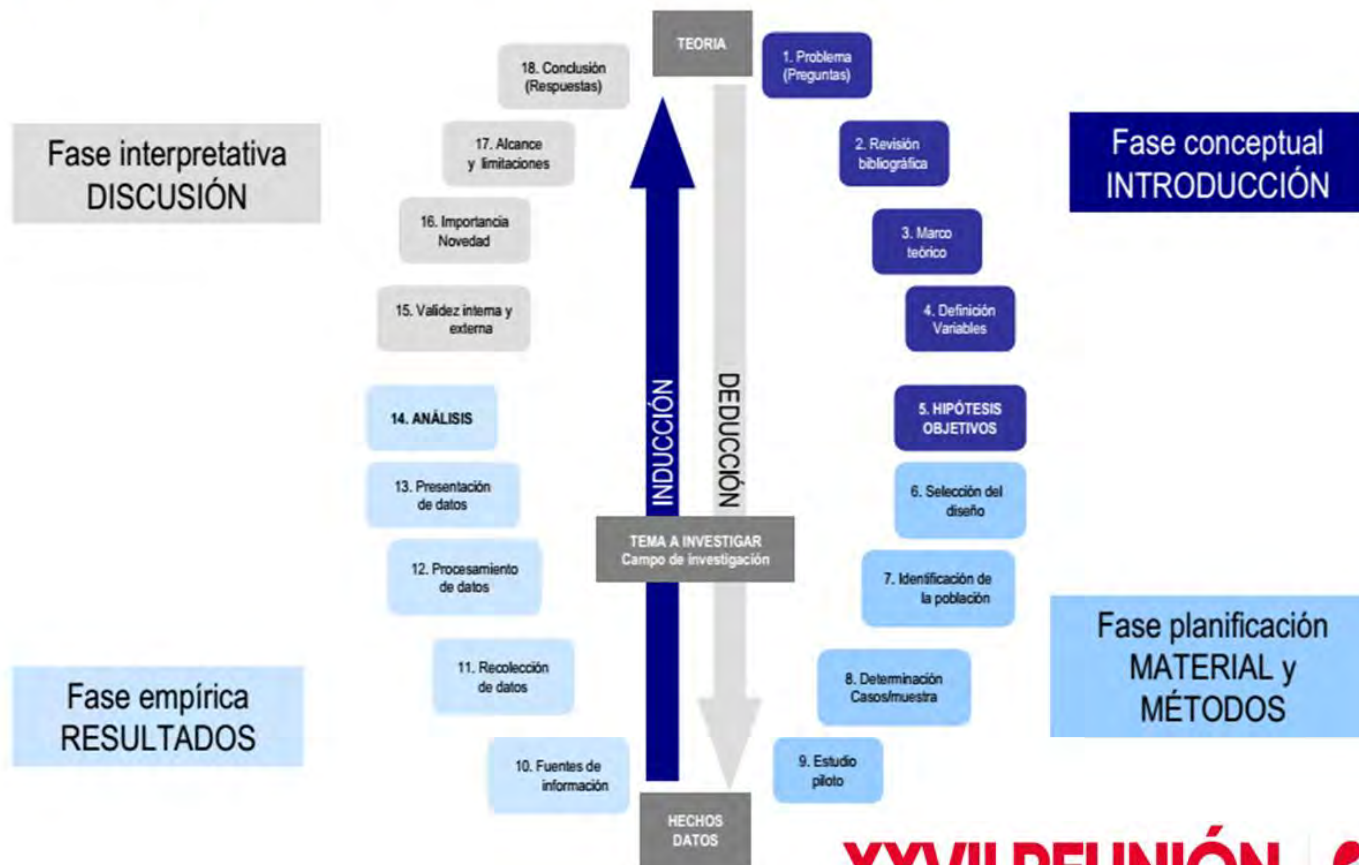 TEORIA
1. Problema
(Preguntas)
2. Revisión
bibliográfica
3. Marco
teórico
4. Definición
Variables
5. HIPÓTESIS
OBJETIVOS
Fase conceptual
INTRODUCCIÓN
6. Selección del
diseño
7. Identificación de
la población
8. Determinación
Casos/muestra
9. Estudio
piloto
Fase planificación
MATERIAL y
MÉTODOS
DEDUCCIÓN
INDUCCIÓN
TEMA A INVESTIGAR
Campo de investigación
HECHOS
DATOS
10. Fuentes de
información
11. Recolección
de datos
12. Procesamiento
de datos
13. Presentación
de datos
14. ANÁLISIS
Fase empírica
RESULTADOS
15. Validez interna y
externa
16. Importancia
Novedad
17. Alcance
y limitaciones
18. Conclusión
(Respuestas)
Fase interpretativa
DISCUSIÓN
XXVII REUNIÓN